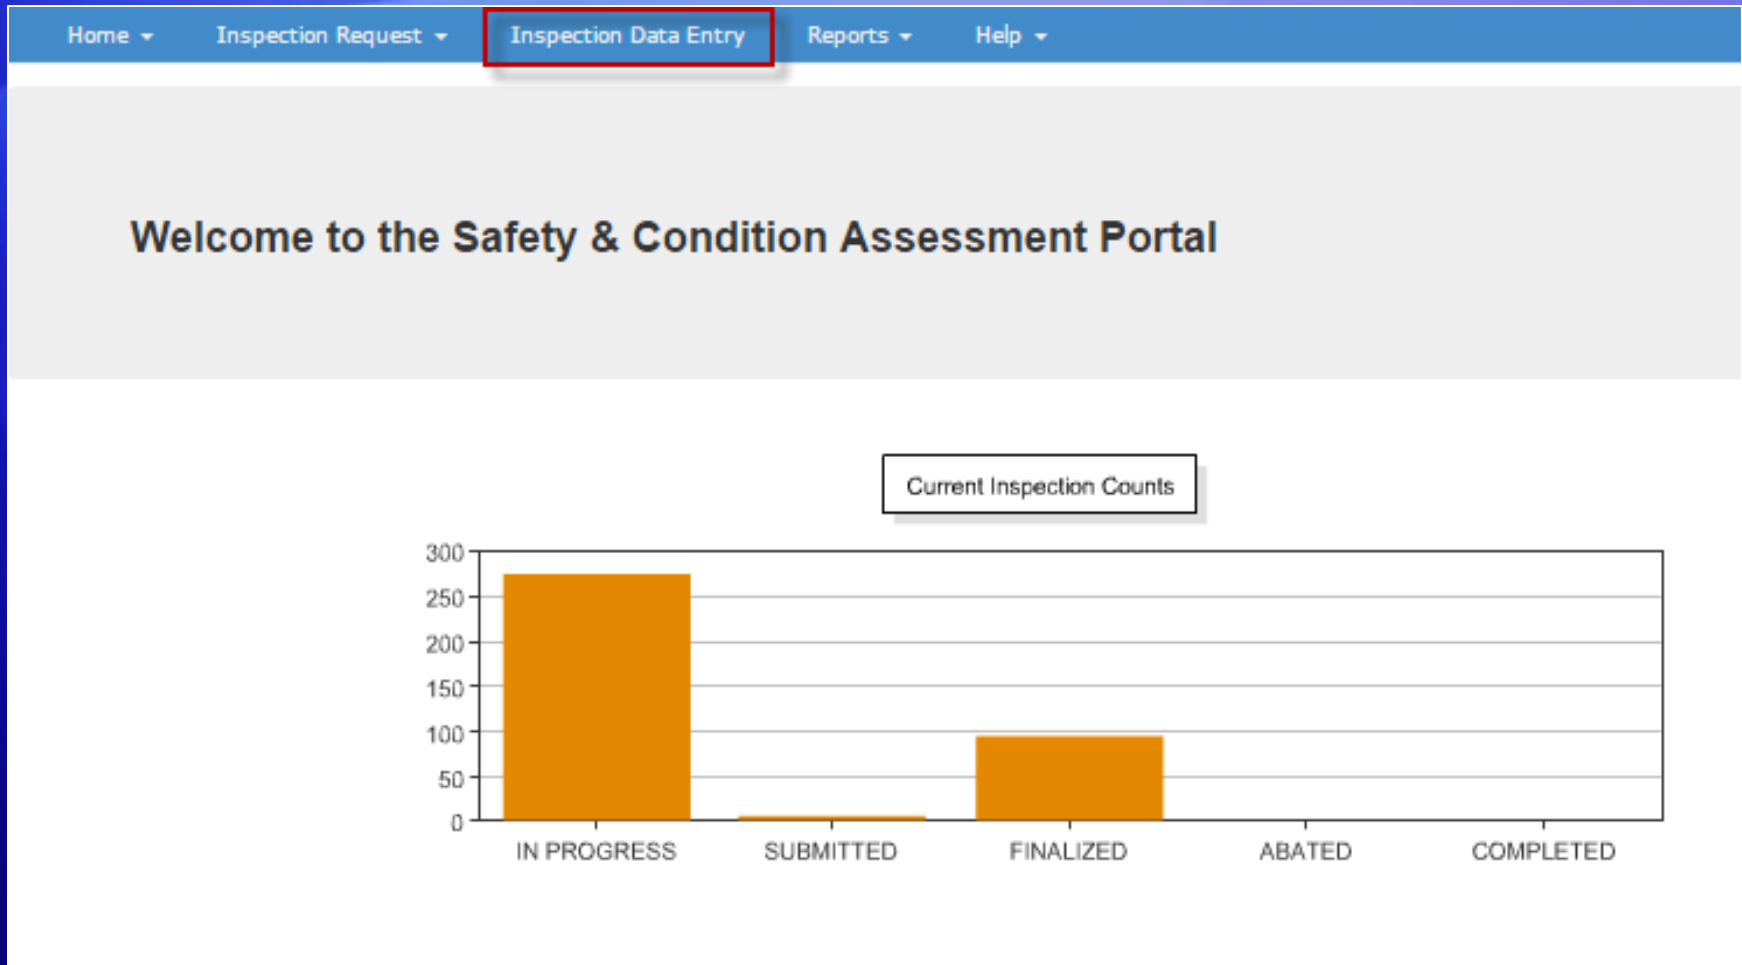 Home Inspection Request Inspection Data Entry Reports Help
Welcome to the Safety & Condition Assessment Portal
Current Inspection Counts
300
250
200
150
100
50
0
IN PROGRESS SUBMITTED FINALIZED ABATED COMPLETED